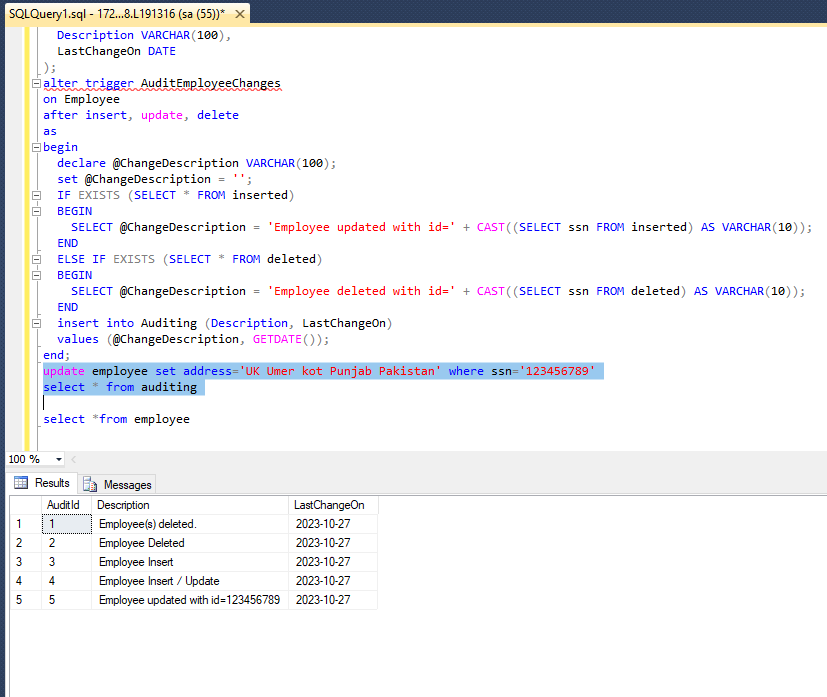 SQLQuery1.sql - 172...8.L191316 (sa (55))*
Description VARCHAR(100),
LastChangeOn DATE
);
alter trigger AuditEmployeeChanges
on Employee
after insert, update, delete
as
begin
declare @ChangeDescription VARCHAR(100);
set @ChangeDescription = '';
IF EXISTS (SELECT * FROM inserted)
BEGIN
SELECT @ChangeDescription = 'Employee updated with id=' + CAST((SELECT ssn FROM inserted) AS VARCHAR(10));
END
ELSE IF EXISTS (SELECT * FROM deleted)
BEGIN
SELECT @ChangeDescription = 'Employee deleted with id=' + CAST((SELECT ssn FROM deleted) AS VARCHAR(10));
END
insert into Auditing (Description, LastChangeOn)
values (@ChangeDescription, GETDATE());
end;
update employee set address='UK Umer kot Punjab Pakistan' where ssn='123456789'
select * from auditing
select *from employee
100 %
Results Messages
AuditId Description LastChangeOn
1 1 Employee(s) deleted. 2023-10-27
2 2 Employee Deleted 2023-10-27
3 3 Employee Insert 2023-10-27
4 4 Employee Insert / Update 2023-10-27
5 5 Employee updated with id=123456789 2023-10-27